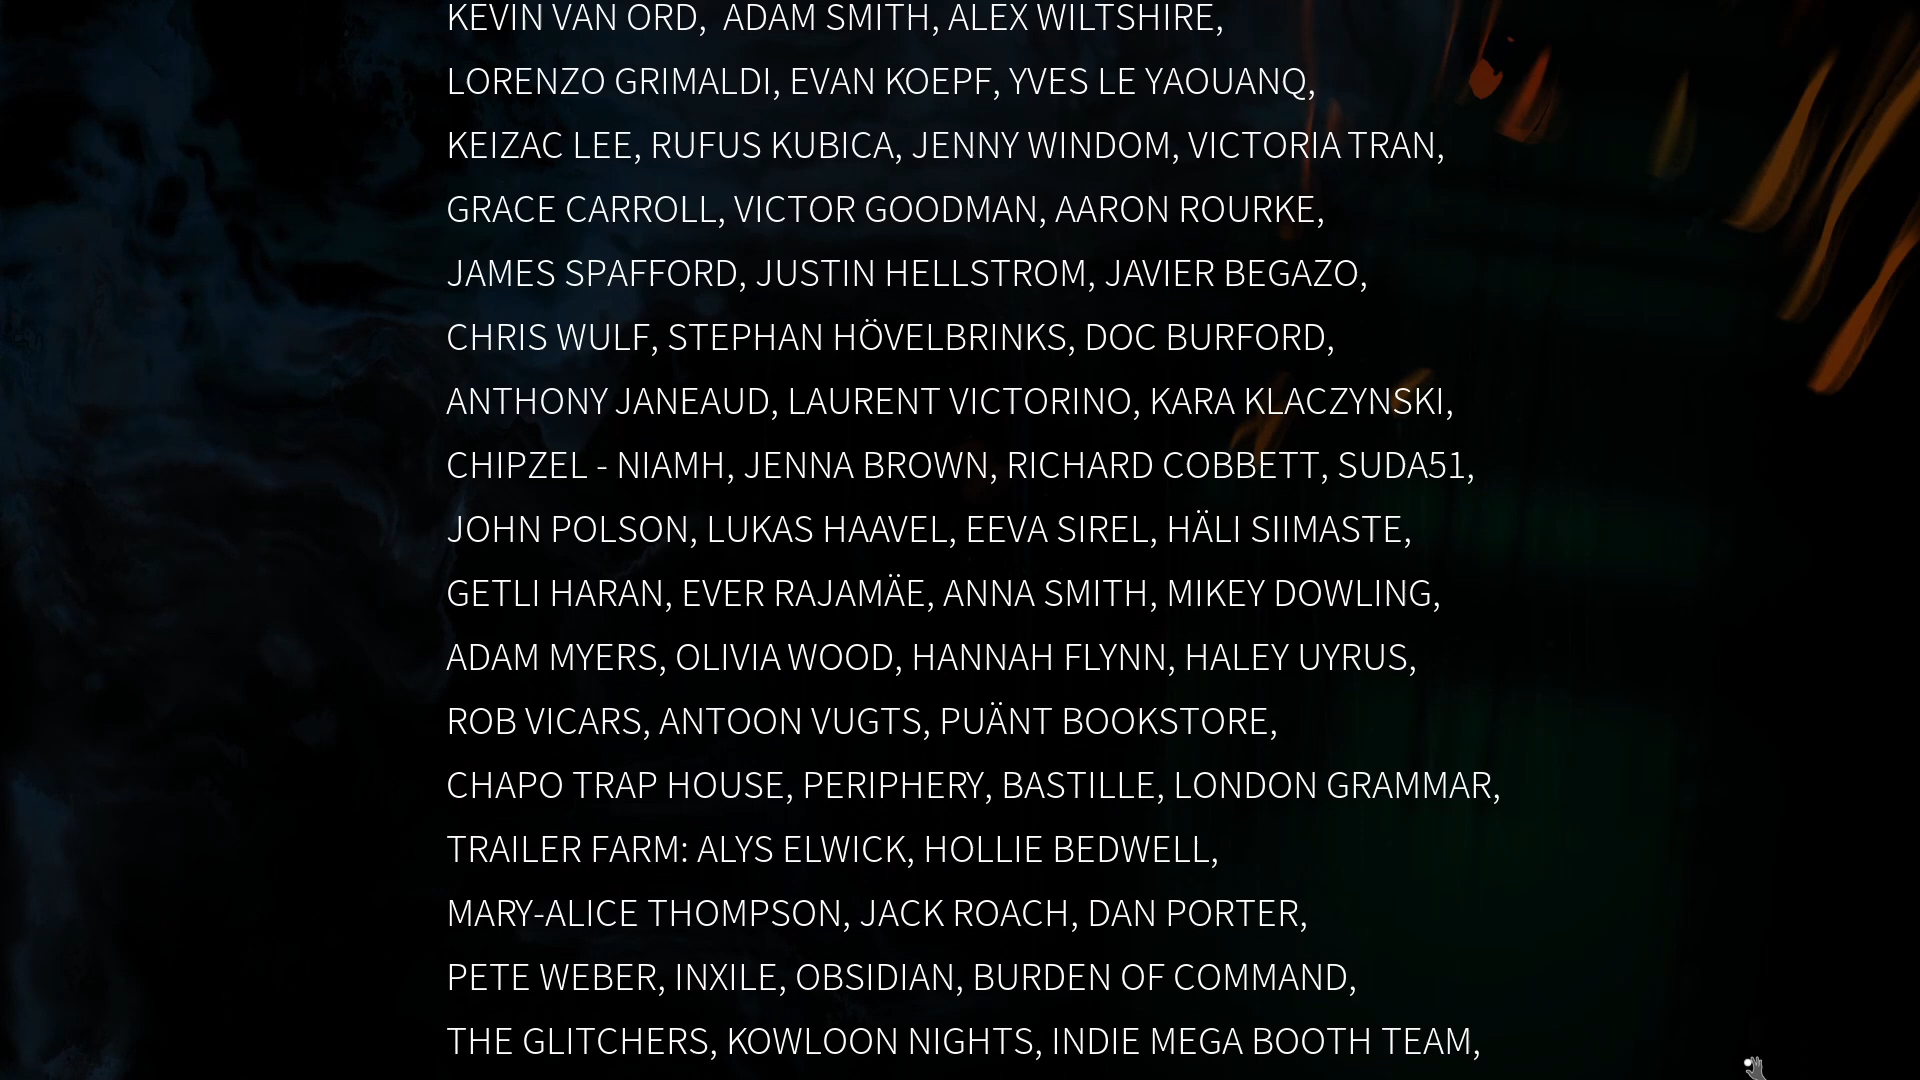 KEVIN VAN ORD,  ADAM SMITH, ALEX WILTSHIRE,
LORENZO GRIMALDI, EVAN KOEPF, YVES LE YAOUANQ,
KEIZAC LEE, RUFUS KUBICA, JENNY WINDOM, VICTORIA TRAN,
GRACE CARROLL, VICTOR GOODMAN, AARON ROURKE,
JAMES SPAFFORD, JUSTIN HELLSTROM, JAVIER BEGAZO,
CHRIS WULF, STEPHAN HÖVELBRINKS, DOC BURFORD,
ANTHONY JANEAUD, LAURENT VICTORINO, KARA KLACZYNSKI,
CHIPZEL - NIAMH, JENNA BROWN, RICHARD COBBETT, SUDA51,
JOHN POLSON, LUKAS HAAVEL, EEVA SIREL, HÄLI SIIMASTE,
GETLI HARAN, EVER RAJAMÄE, ANNA SMITH, MIKEY DOWLING,
ADAM MYERS, OLIVIA WOOD, HANNAH FLYNN, HALEY UYRUS,
ROB VICARS, ANTOON VUGTS, PUÄNT BOOKSTORE,
CHAPO TRAP HOUSE, PERIPHERY, BASTILLE, LONDON GRAMMAR,
TRAILER FARM: ALYS ELWICK, HOLLIE BEDWELL,
MARY-ALICE THOMPSON, JACK ROACH, DAN PORTER,
PETE WEBER, INXILE, OBSIDIAN, BURDEN OF COMMAND,
THE GLITCHERS, KOWLOON NIGHTS, INDIE MEGA BOOTH TEAM,